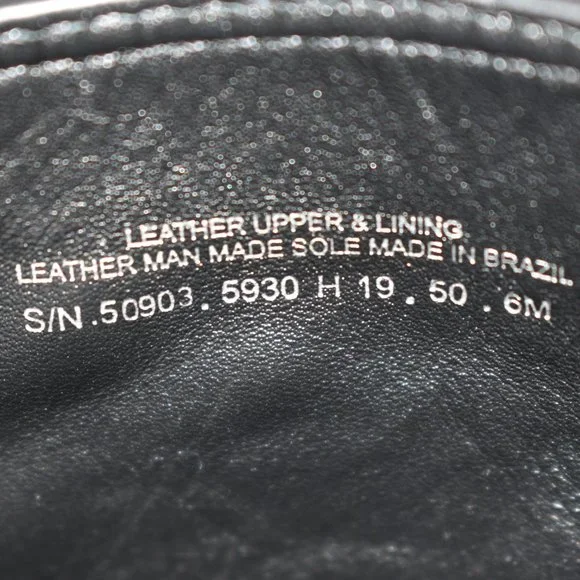 LEATHER UPPER & LINING
LEATHER MAN MADE SOLE MADE IN BRAZIL
S/N.50903.5930 H 19.50.6M